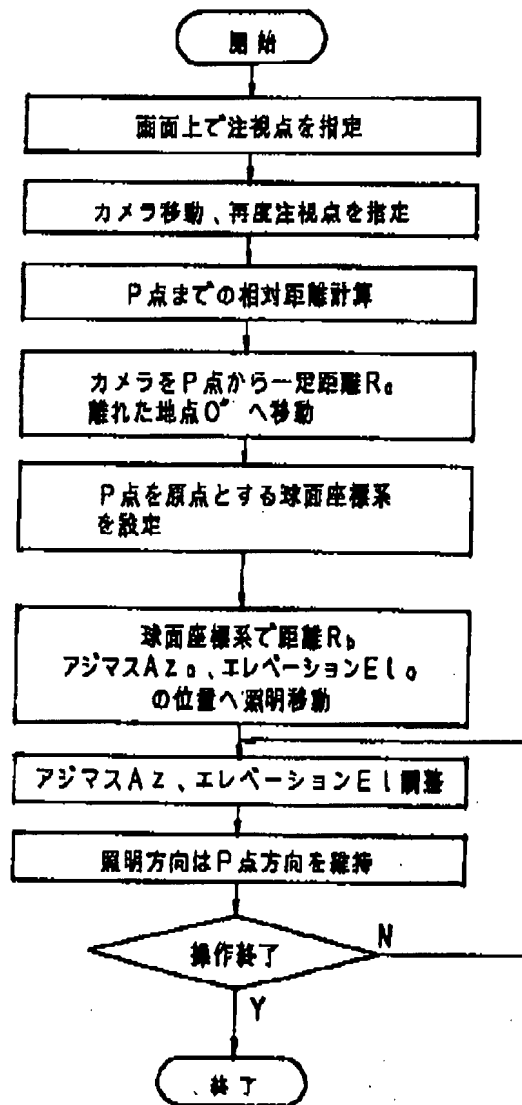 開始
画面上で注視点を指定
カメラ移動、再度注視点を指定
P点までの相対距離計算
カメラをP点から一定距離Ra
離れた地点O" へ移動
P点を原点とする球面座標系
を設定
球面座標系で距離Rb
アジマスAz₀、エレベーションEl₀
の位置へ照明移動
アジマスAz、エレベーションEl調整
照明方向はP点方向を維持
操作終了
N
Y
終了